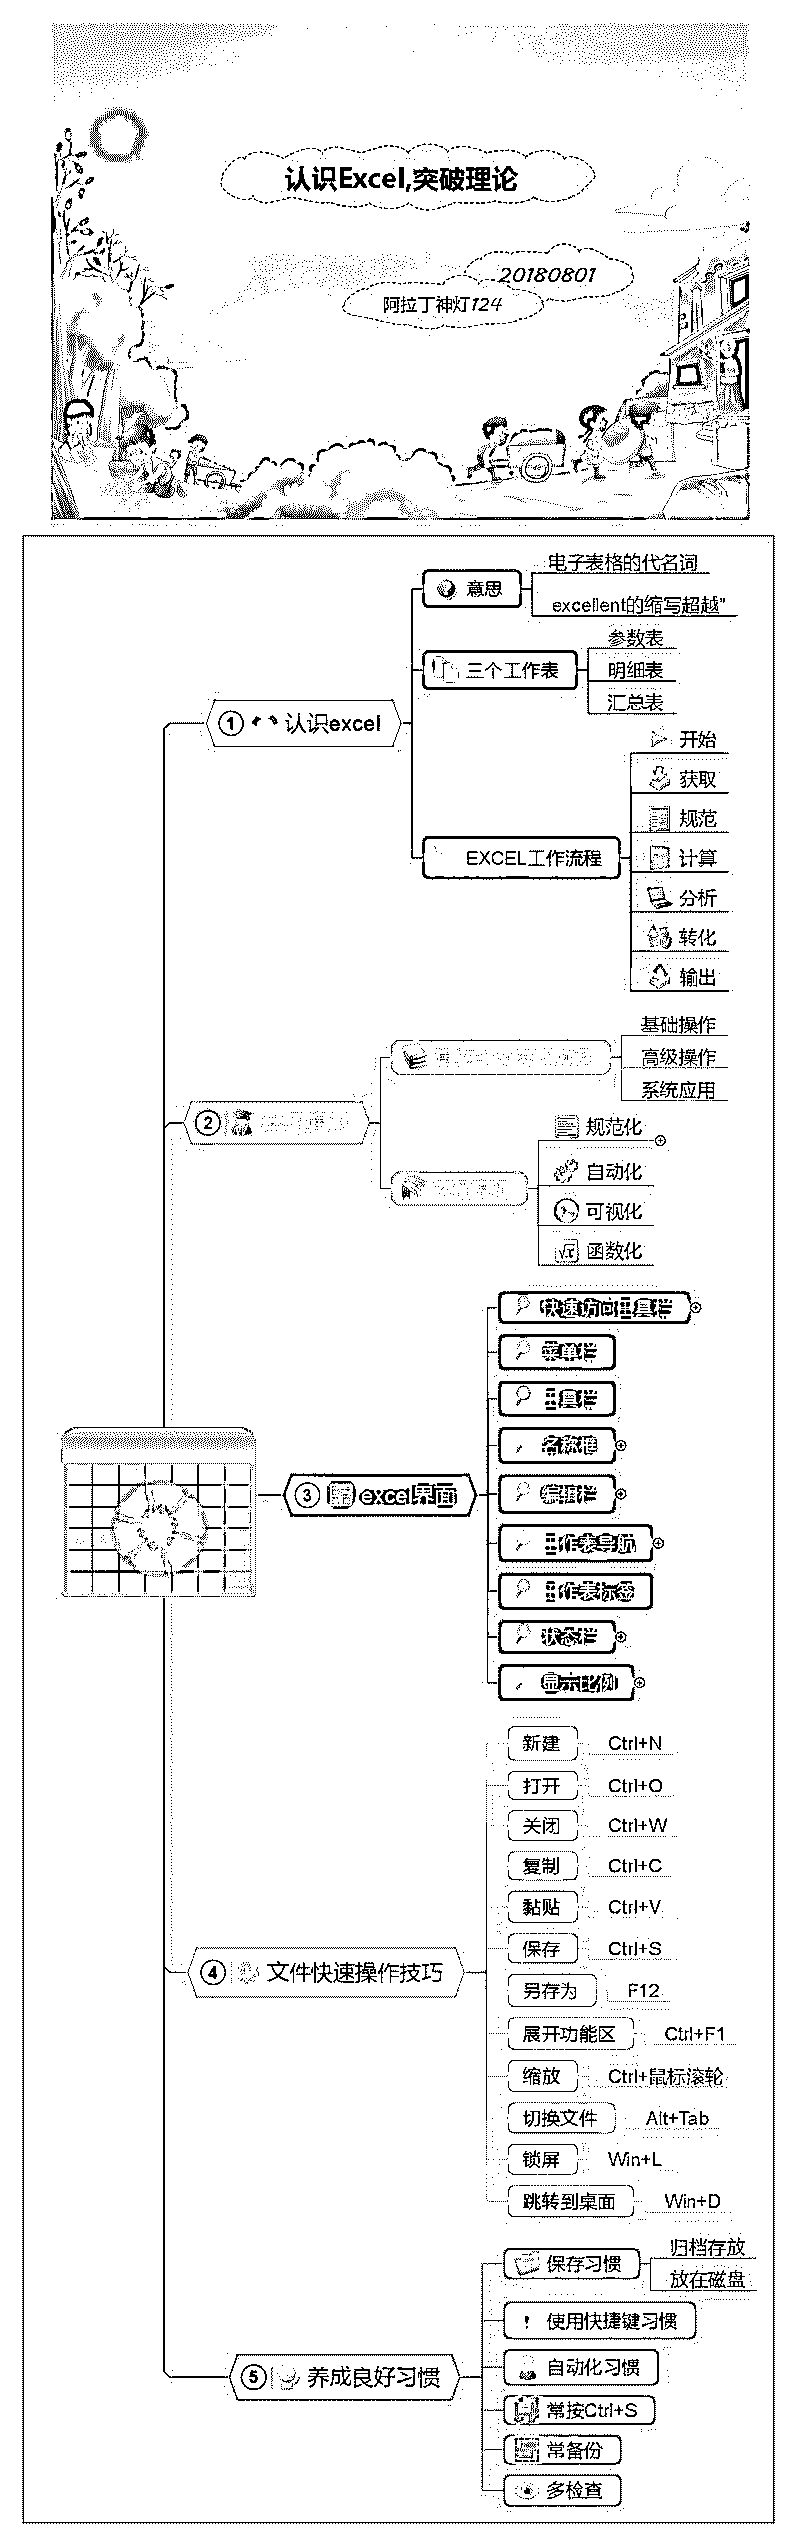 认识Excel,突破理论
20180801
阿拉丁神灯124
① 认识excel
意思
电子表格的代名词
excellent的缩写超越"
三个工作表
参数表
明细表
汇总表
EXCEL工作流程
开始
获取
规范
计算
分析
转化
输出
②
基础操作
高级操作
系统应用
规范化
自动化
可视化
函数化
③ excel界面
快速访问工具栏
菜单栏
工具栏
名称框
编辑栏
工作表导航
工作表标签
状态栏
显示比例
④ 文件快速操作技巧
新建 Ctrl+N
打开 Ctrl+O
关闭 Ctrl+W
复制 Ctrl+C
黏贴 Ctrl+V
保存 Ctrl+S
另存为 F12
展开功能区 Ctrl+F1
缩放 Ctrl+鼠标滚轮
切换文件 Alt+Tab
锁屏 Win+L
跳转到桌面 Win+D
⑤ 养成良好习惯
保存习惯
归档存放
放在磁盘
使用快捷键习惯
自动化习惯
常按Ctrl+S
常备份
多检查